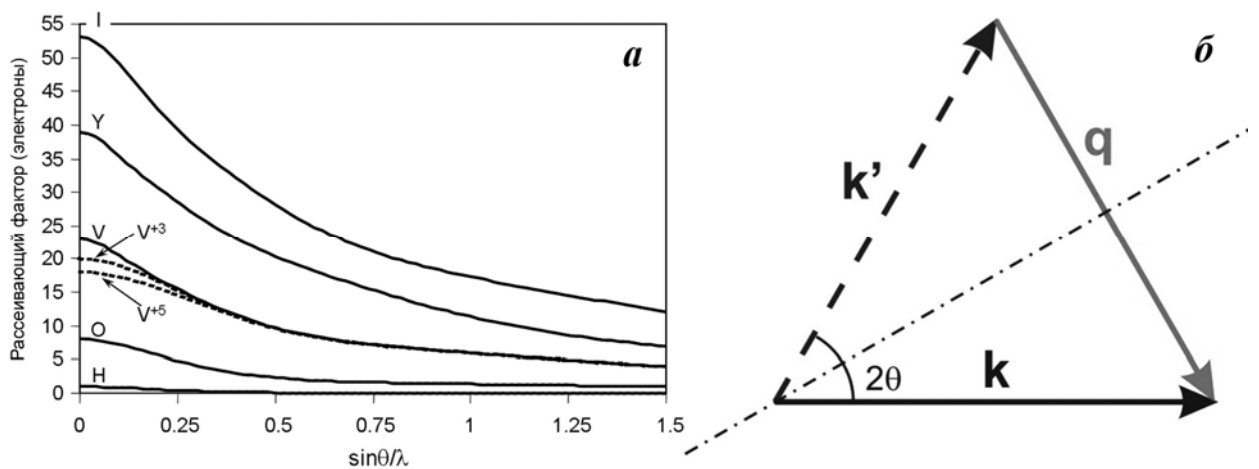 55
50
45
40
35
30
25
20
15
10
5
0
Рассеивающий фактор (электроны)
I
Y
V
V+3
V+5
O
H
а
0
0.25
0.5
0.75
1
1.25
1.5
sinθ/λ
б
k’
q
2θ
k